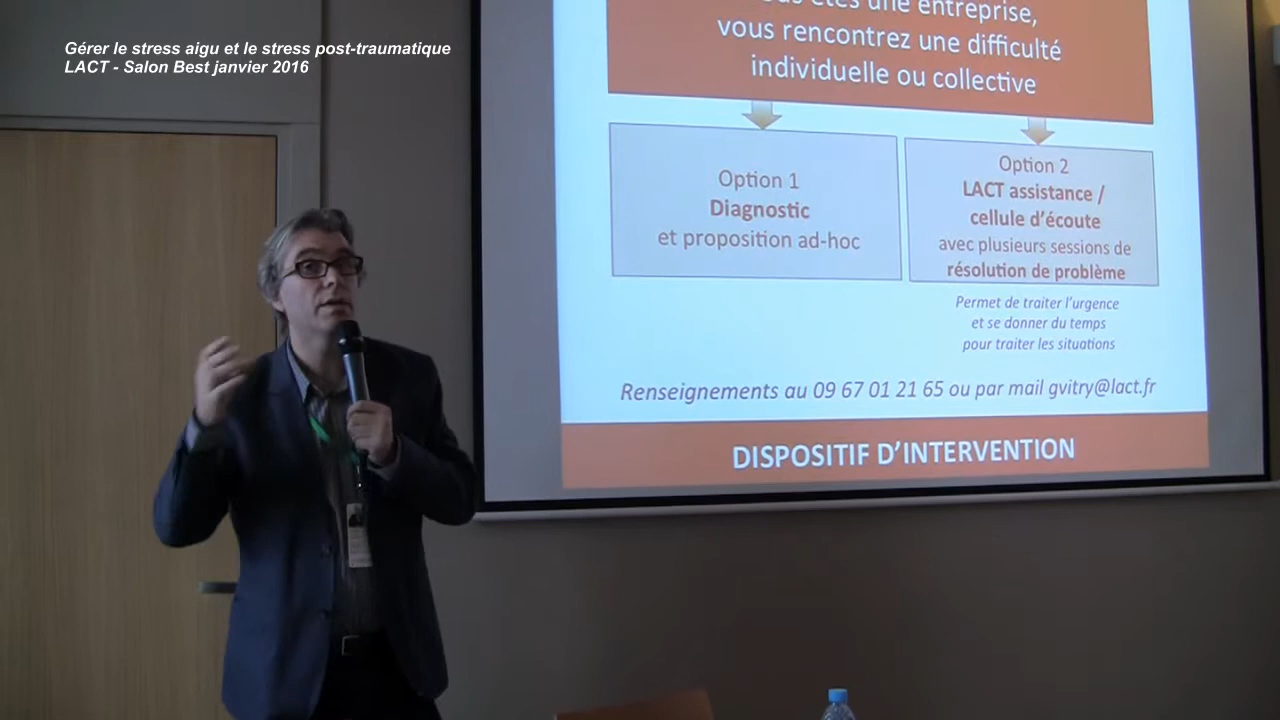 Gérer le stress aigu et le stress post-traumatique
LACT - Salon Best janvier 2016
êtes une entreprise,
vous rencontrez une difficulté
individuelle ou collective
Option 1
Diagnostic
et proposition ad-hoc
Option 2
LACT assistance /
cellule d'écoute
avec plusieurs sessions de
résolution de problème
Permet de traiter l'urgence
et se donner du temps
pour traiter les situations
Renseignements au 09 67 01 21 65 ou par mail gvitry@lact.fr
DISPOSITIF D'INTERVENTION